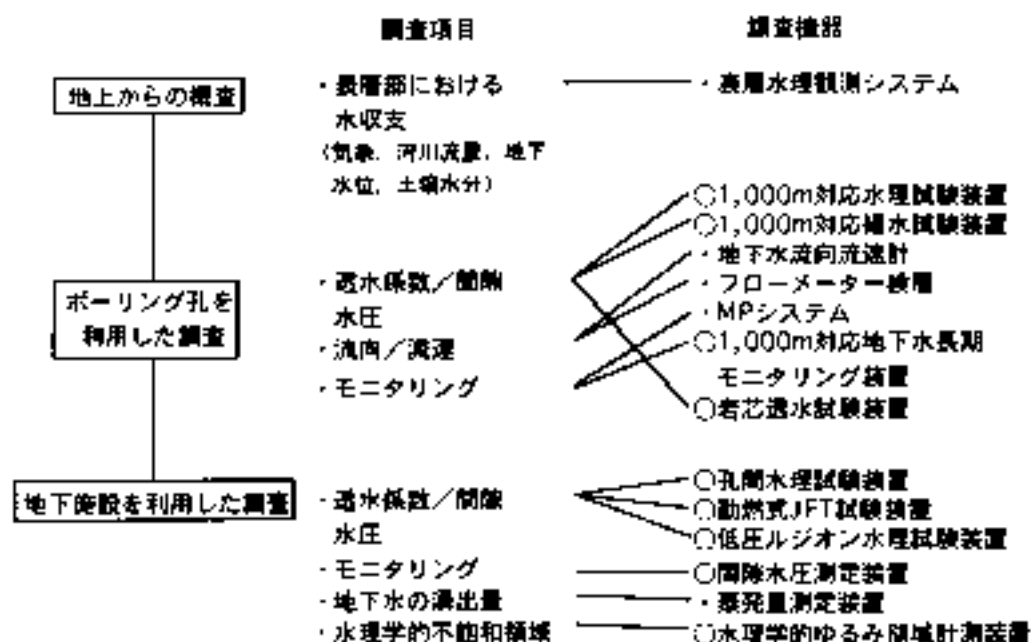 調査項目
調査機器
地上からの調査
・表層部における
水収支
(気象、河川流量、地下
水位、土壌水分)
・表層水理観測システム
ボーリング孔を
利用した調査
・透水係数／間隙
水圧
・流向／流速
・モニタリング
○1,000m対応水理試験装置
○1,000m対応揚水試験装置
・地下水流向流速計
・フローメーター検層
・MPシステム
○1,000m対応地下水長期
モニタリング装置
○岩芯透水試験装置
地下施設を利用した調査
・透水係数／間隙
水圧
・モニタリング
・地下水の湧出量
・水理学的不飽和領域
○孔間水理試験装置
○動燃式JFT試験装置
○低圧ルジオン水理試験装置
○間隙水圧測定装置
・蒸発量測定装置
○水理学的ゆるみ領域計測装置